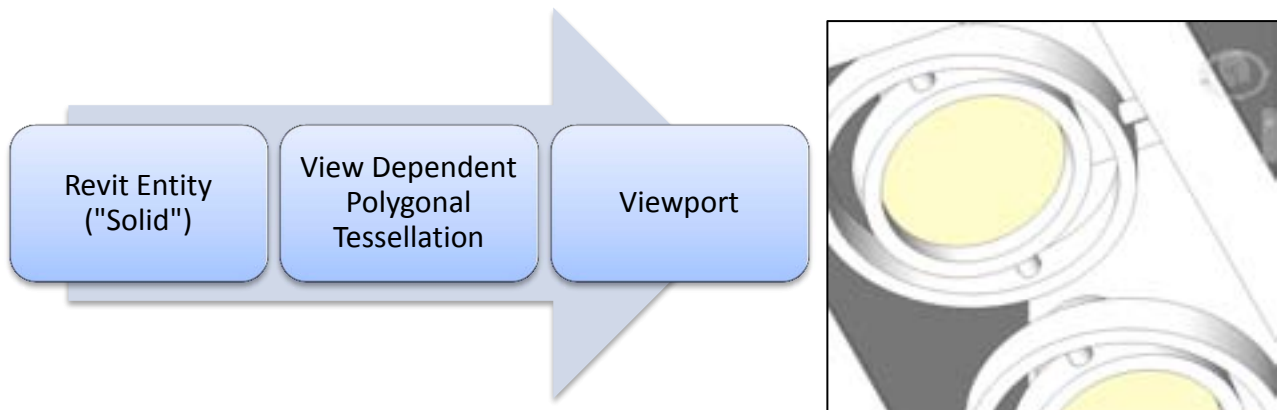 Revit Entity
("Solid")
View Dependent
Polygonal
Tessellation
Viewport